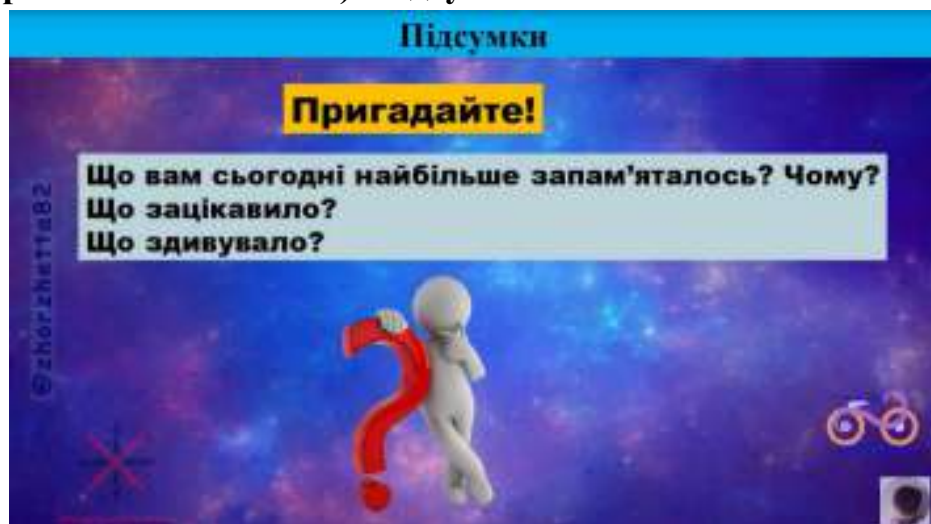 Підсумки
Пригадайте!
Що вам сьогодні найбільше запам’яталось? Чому?
Що зацікавило?
Що здивувало?
@zhorzhetta82